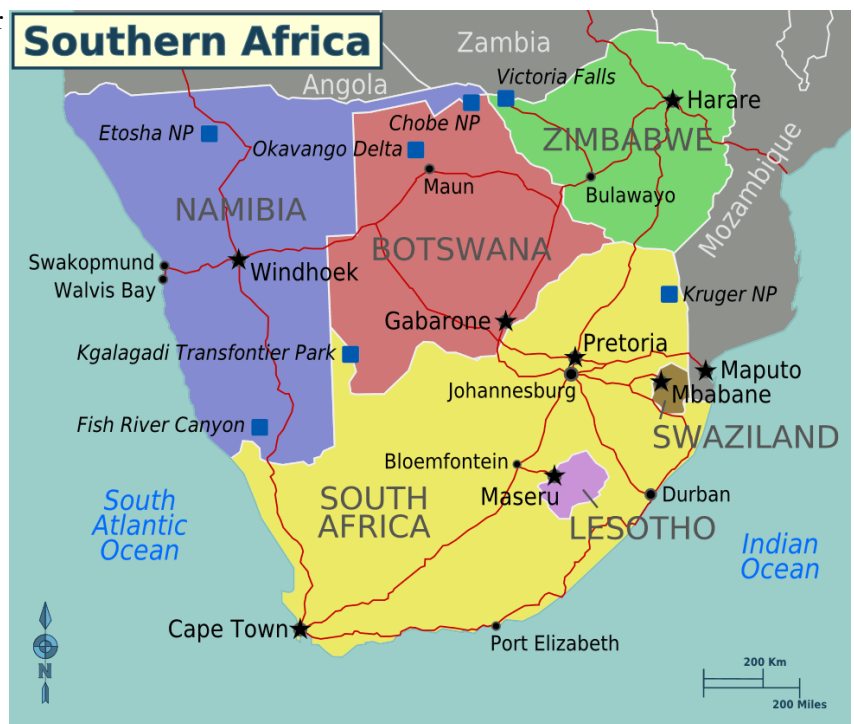 Southern Africa
Zambia
Angola
Victoria Falls
Harare
Etosha NP
Chobe NP
ZIMBABWE
Okavango Delta
Mozambique
Maun
Bulawayo
NAMIBIA
BOTSWANA
Swakopmund
Windhoek
Walvis Bay
Kruger NP
Gabarone
Pretoria
Kgalagadi Transfontier Park
Maputo
Johannesburg
Mbabane
Fish River Canyon
SWAZILAND
Bloemfontein
Maseru
Durban
SOUTH
AFRICA
LESOTHO
South
Atlantic
Ocean
Indian
Ocean
Cape Town
Port Elizabeth
N
200 Km
200 Miles